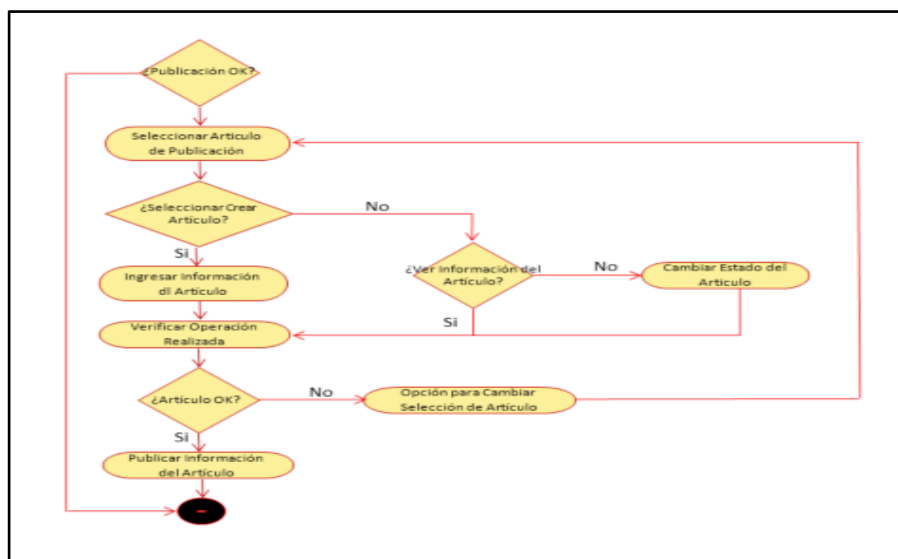 ¿Publicación OK?
Seleccionar Artículo
de Publicación
¿Seleccionar Crear
Artículo?
No
Si
¿Ver Información del
Artículo?
No
Cambiar Estado del
Artículo
Ingresar Información
dl Artículo
Si
Verificar Operación
Realizada
¿Artículo OK?
No
Opción para Cambiar
Selección de Artículo
Si
Publicar Información
del Artículo